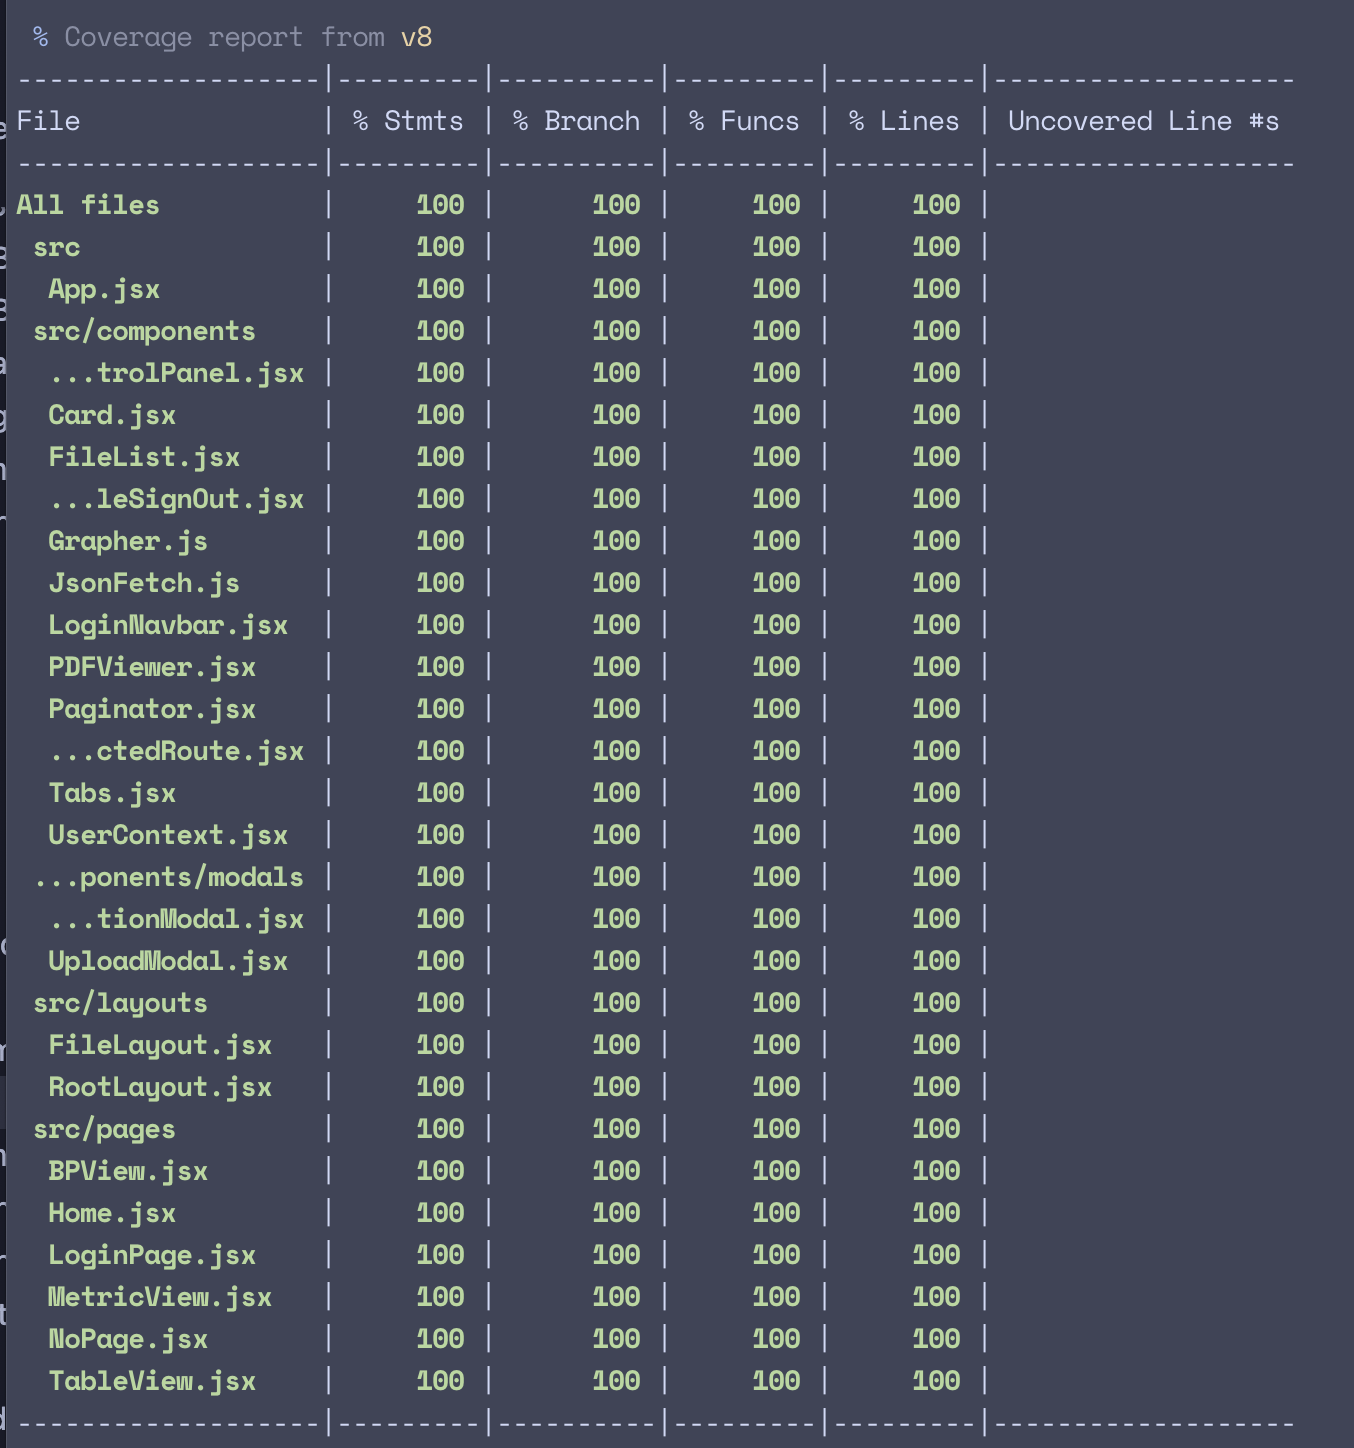 % Coverage report from v8
-------------------|---------|----------|---------|---------|-------------------
File               | % Stmts | % Branch | % Funcs | % Lines | Uncovered Line #s
-------------------|---------|----------|---------|---------|-------------------
All files          |     100 |      100 |     100 |     100 |
 src               |     100 |      100 |     100 |     100 |
  App.jsx          |     100 |      100 |     100 |     100 |
 src/components    |     100 |      100 |     100 |     100 |
  ...trolPanel.jsx |     100 |      100 |     100 |     100 |
  Card.jsx         |     100 |      100 |     100 |     100 |
  FileList.jsx     |     100 |      100 |     100 |     100 |
  ...leSignOut.jsx |     100 |      100 |     100 |     100 |
  Grapher.js       |     100 |      100 |     100 |     100 |
  JsonFetch.js     |     100 |      100 |     100 |     100 |
  LoginNavbar.jsx  |     100 |      100 |     100 |     100 |
  PDFViewer.jsx    |     100 |      100 |     100 |     100 |
  Paginator.jsx    |     100 |      100 |     100 |     100 |
  ...ctedRoute.jsx |     100 |      100 |     100 |     100 |
  Tabs.jsx         |     100 |      100 |     100 |     100 |
  UserContext.jsx  |     100 |      100 |     100 |     100 |
 ...ponents/modals |     100 |      100 |     100 |     100 |
  ...tionModal.jsx |     100 |      100 |     100 |     100 |
  UploadModal.jsx  |     100 |      100 |     100 |     100 |
 src/layouts       |     100 |      100 |     100 |     100 |
  FileLayout.jsx   |     100 |      100 |     100 |     100 |
  RootLayout.jsx   |     100 |      100 |     100 |     100 |
 src/pages         |     100 |      100 |     100 |     100 |
  BPView.jsx       |     100 |      100 |     100 |     100 |
  Home.jsx         |     100 |      100 |     100 |     100 |
  LoginPage.jsx    |     100 |      100 |     100 |     100 |
  MetricView.jsx   |     100 |      100 |     100 |     100 |
  NoPage.jsx       |     100 |      100 |     100 |     100 |
  TableView.jsx    |     100 |      100 |     100 |     100 |
-------------------|---------|----------|---------|---------|-------------------